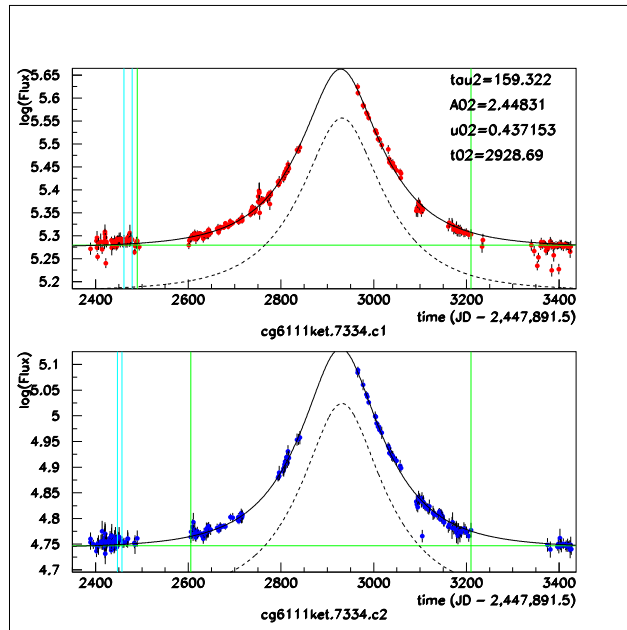 log(Flux)
5.65
5.6
5.55
5.5
5.45
5.4
5.35
5.3
5.25
5.2
tau2=159.322
A02=2.44831
u02=0.437153
t02=2928.69
2400 2600 2800 3000 3200 3400
time (JD - 2,447,891.5)
cg6111ket.7334.c1
log(Flux)
5.1
5.05
5
4.95
4.9
4.85
4.8
4.75
4.7
2400 2600 2800 3000 3200 3400
time (JD - 2,447,891.5)
cg6111ket.7334.c2